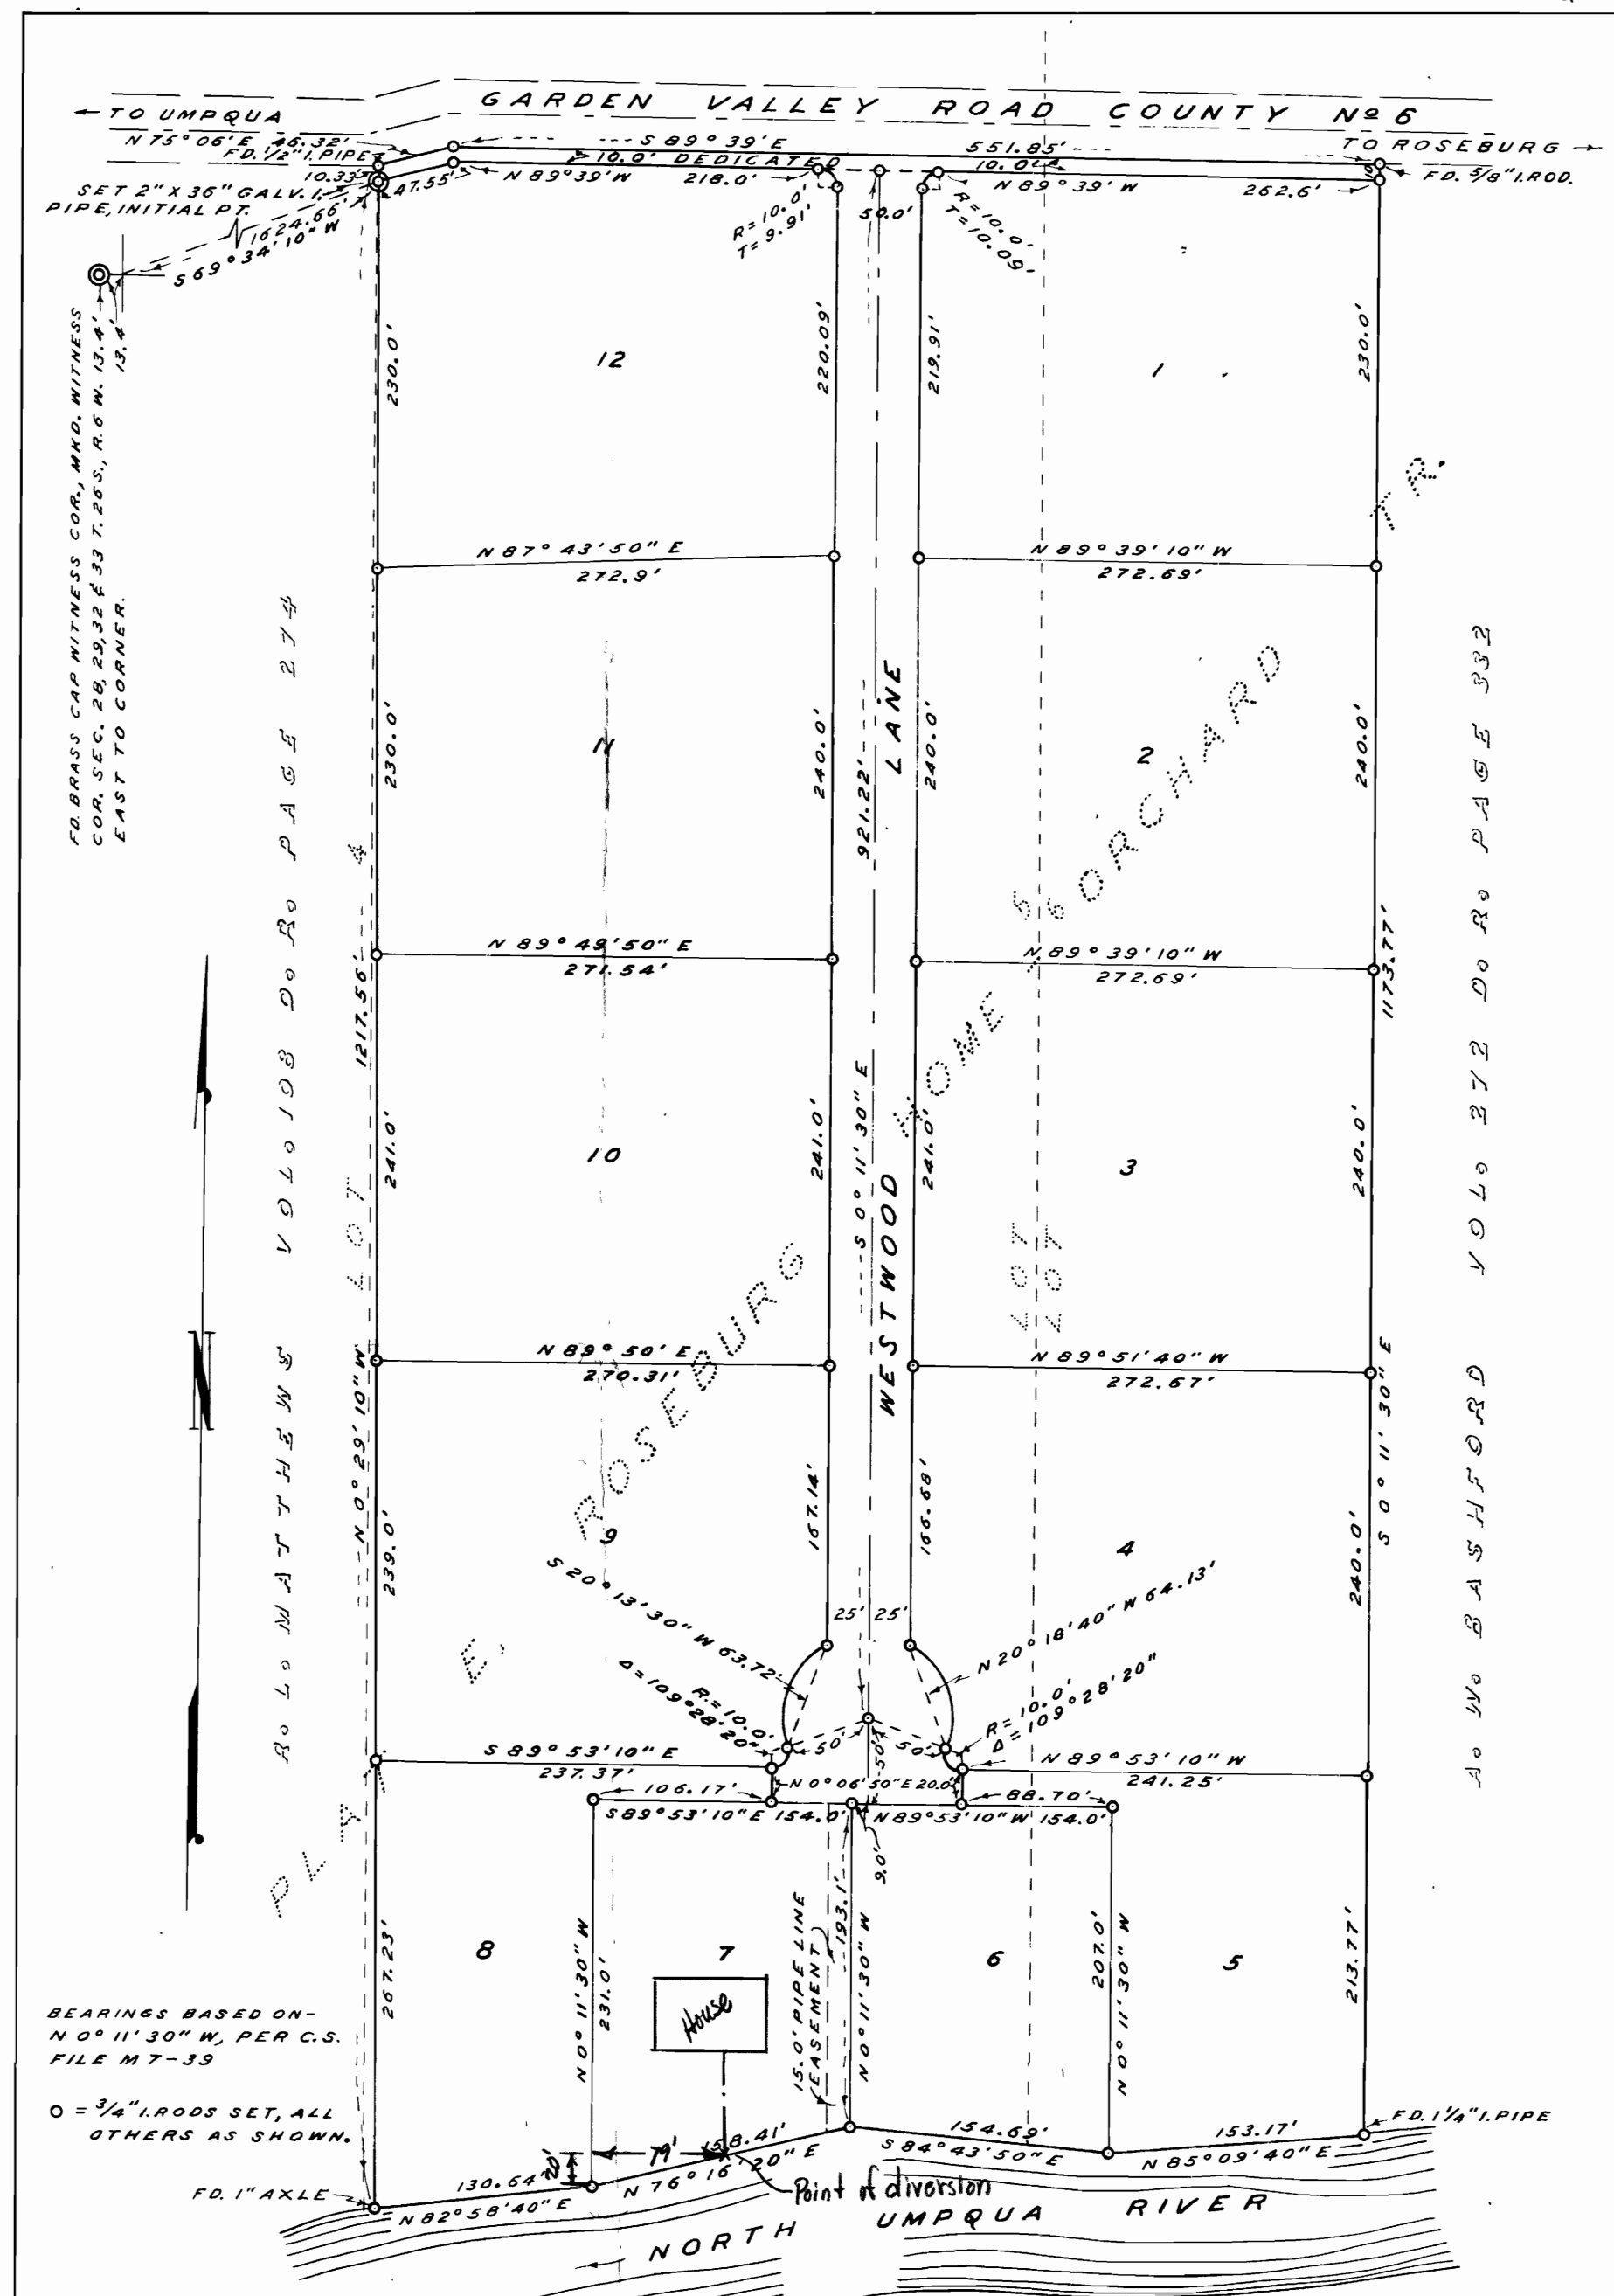 GARDEN VALLEY ROAD COUNTY Nº 6
← TO UMPQUA
TO ROSEBURG →
N 75° 06' E 46.32'
S 89° 39' E
551.85'
FD. 1/2" I. PIPE
10.0' DEDICATED
10.0'
10.33'
47.55'
N 89° 39' W
218.0'
N 89° 39' W
262.6'
10'
FD. 5/8" I. ROD.
SET 2" X 36" GALV. I.
PIPE, INITIAL PT.
1624.66'
S 69° 34' 10" W
R = 10.0'
T = 9.91'
50.0'
R = 10.0'
T = 10.09'
FD. BRASS CAP WITNESS COR., MKD. WITNESS
COR. SEC. 28, 29, 32 & 33 T. 26 S., R. 6 W. 13.4'
EAST TO CORNER.
13.4'
230.0'
12
220.09'
219.91'
1
230.0'
N 87° 43' 50" E
272.9'
N 89° 39' 10" W
272.69'
TR.
230.0'
11
240.0'
921.22'
LANE
240.0'
2
240.0'
N 89° 49' 50" E
271.54'
N 89° 39' 10" W
272.69'
1217.56'
1173.77'
241.0'
10
241.0'
S 0° 11' 30" E
WESTWOOD
241.0'
3
240.0'
PLAT E. ROSEBURG HOME ORCHARD
LOT 4
LOT 5
LOT 6
R. L. MATTHEWS VOL. 108 D. R. PAGE 274
A. W. BASHFORD VOL. 272 D. R. PAGE 332
N
N 89° 50' E
270.31'
N 89° 51' 40" W
272.67'
N 0° 29' 10" W
S 0° 11' 30" E
239.0'
9
167.14'
166.68'
4
240.0'
25' 25'
S 20° 13' 30" W 63.72'
N 20° 18' 40" W 64.13'
R. = 10.0'
Δ = 109° 28' 20"
R = 10.0'
Δ = 109° 28' 20"
50'
50'
50'
S 89° 53' 10" E
237.37'
N 89° 53' 10" W
241.25'
106.17'
N 0° 06' 50" E 20.0'
88.70'
S 89° 53' 10" E 154.0'
N 89° 53' 10" W 154.0'
9.0'
267.23'
8
N 0° 11' 30" W
231.0'
7
House
15.0' PIPE LINE
(EASEMENT)
193.1'
N 0° 11' 30" W
6
207.0'
N 0° 11' 30" W
5
213.77'
BEARINGS BASED ON-
N 0° 11' 30" W, PER C.S.
FILE M 7-39
O = 3/4" I. RODS SET, ALL
OTHERS AS SHOWN.
FD. 1 1/4" I. PIPE
FD. 1" AXLE
130.64'
N 82° 58' 40" E
20'
79'
158.41'
N 76° 16' 20" E
154.69'
S 84° 43' 50" E
153.17'
N 85° 09' 40" E
Point of diversion
NORTH UMPQUA RIVER